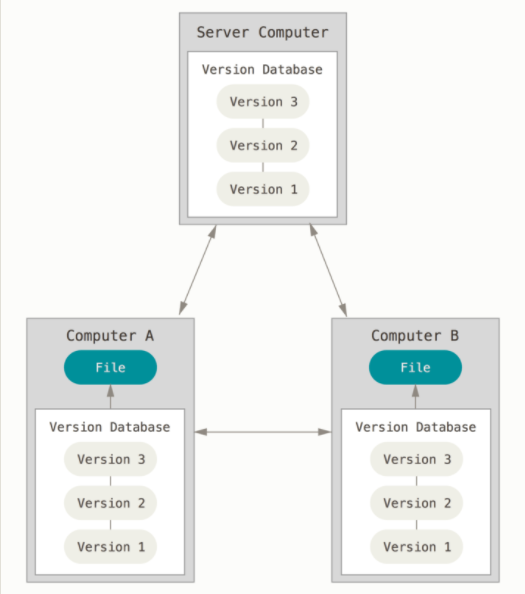 Server Computer
Version Database
Version 3
Version 2
Version 1
Computer A
File
Version Database
Version 3
Version 2
Version 1
Computer B
File
Version Database
Version 3
Version 2
Version 1